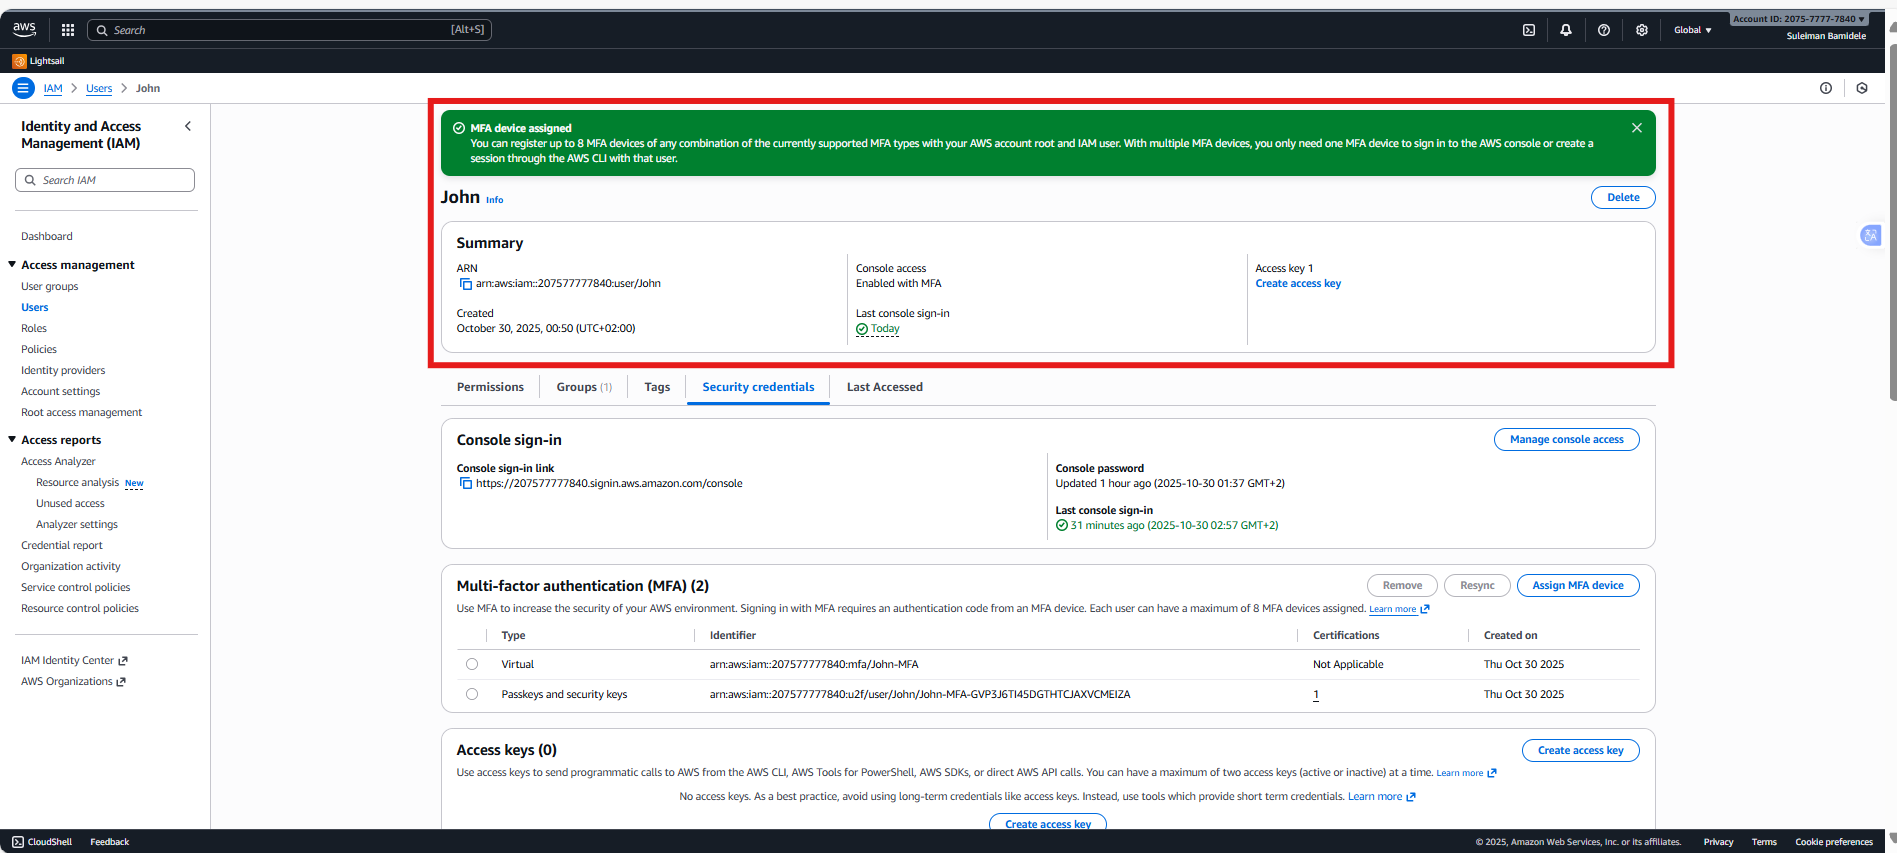 aws
Search
[Alt+S]
Global
Account ID: 2075-7777-7840
Suleiman Bamidele
Lightsail
IAM
Users
John
Identity and Access Management (IAM)
Search IAM
Dashboard
Access management
User groups
Users
Roles
Policies
Identity providers
Account settings
Root access management
Access reports
Access Analyzer
Resource analysis New
Unused access
Analyzer settings
Credential report
Organization activity
Service control policies
Resource control policies
IAM Identity Center
AWS Organizations
MFA device assigned
You can register up to 8 MFA devices of any combination of the currently supported MFA types with your AWS account root and IAM user. With multiple MFA devices, you only need one MFA device to sign in to the AWS console or create a
session through the AWS CLI with that user.
John Info
Delete
Summary
ARN
arn:aws:iam::207577777840:user/John
Created
October 30, 2025, 00:50 (UTC+02:00)
Console access
Enabled with MFA
Last console sign-in
Today
Access key 1
Create access key
Permissions
Groups (1)
Tags
Security credentials
Last Accessed
Console sign-in
Manage console access
Console sign-in link
https://207577777840.signin.aws.amazon.com/console
Console password
Updated 1 hour ago (2025-10-30 01:37 GMT+2)
Last console sign-in
31 minutes ago (2025-10-30 02:57 GMT+2)
Multi-factor authentication (MFA) (2)
Remove
Resync
Assign MFA device
Use MFA to increase the security of your AWS environment. Signing in with MFA requires an authentication code from an MFA device. Each user can have a maximum of 8 MFA devices assigned. Learn more
Type
Identifier
Certifications
Created on
Virtual
arn:aws:iam::207577777840:mfa/John-MFA
Not Applicable
Thu Oct 30 2025
Passkeys and security keys
arn:aws:iam::207577777840:u2f/user/John/John-MFA-GVP3J6TI45DGTHTCJAXVCMEIZA
1
Thu Oct 30 2025
Access keys (0)
Create access key
Use access keys to send programmatic calls to AWS from the AWS CLI, AWS Tools for PowerShell, AWS SDKs, or direct AWS API calls. You can have a maximum of two access keys (active or inactive) at a time. Learn more
No access keys. As a best practice, avoid using long-term credentials like access keys. Instead, use tools which provide short term credentials. Learn more
Create access key
CloudShell
Feedback
© 2025, Amazon Web Services, Inc. or its affiliates.
Privacy
Terms
Cookie preferences